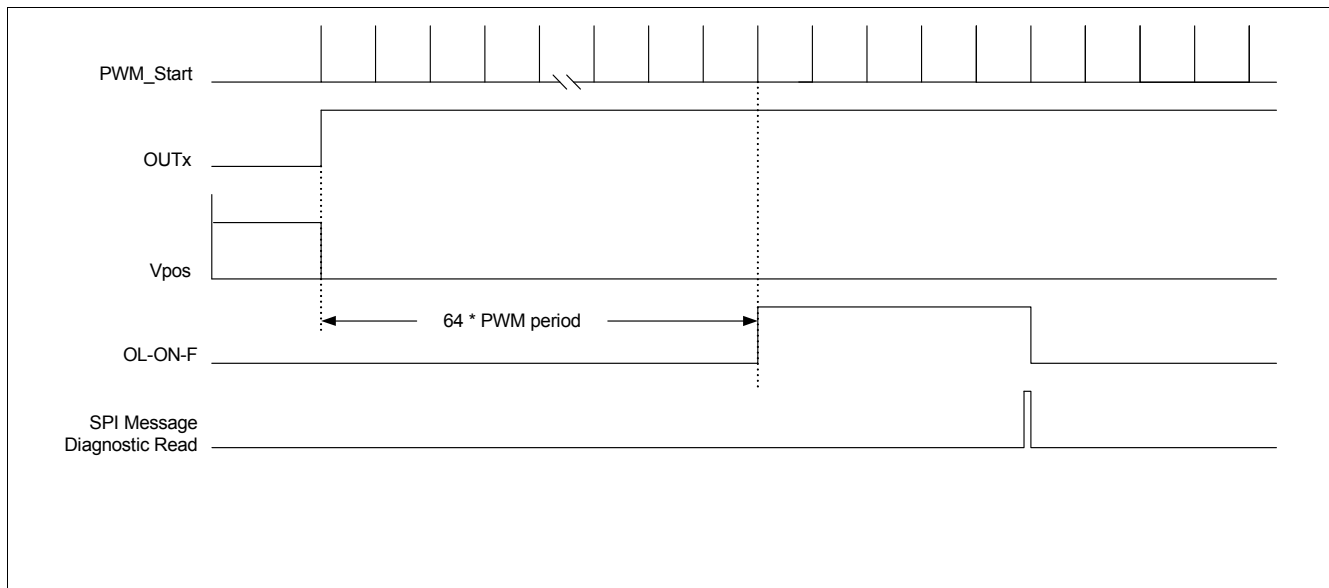 PWM_Start
OUTx
Vpos
64 * PWM period
OL-ON-F
SPI Message
Diagnostic Read